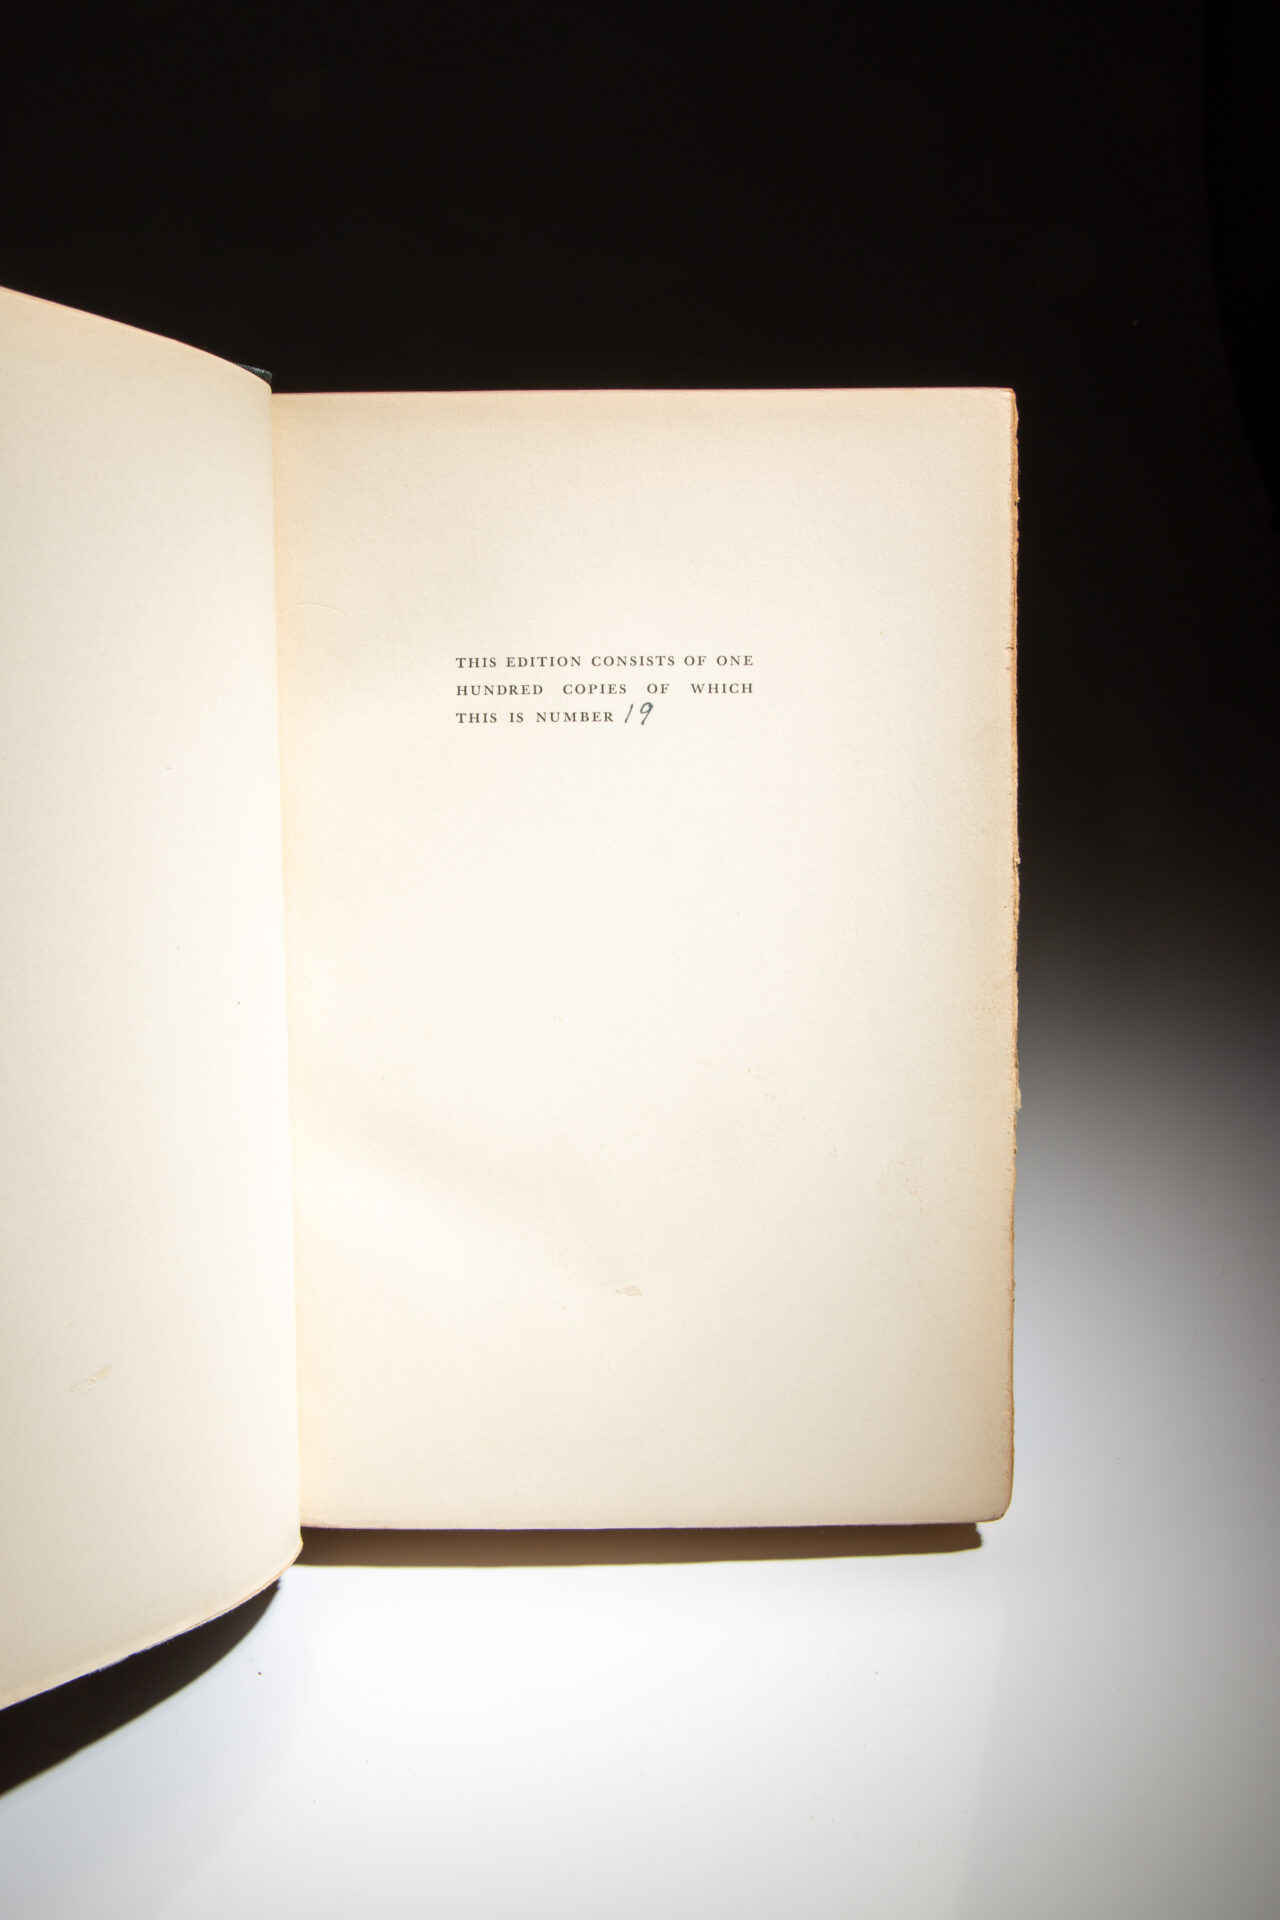 THIS EDITION CONSISTS OF ONE
HUNDRED COPIES OF WHICH
THIS IS NUMBER 19